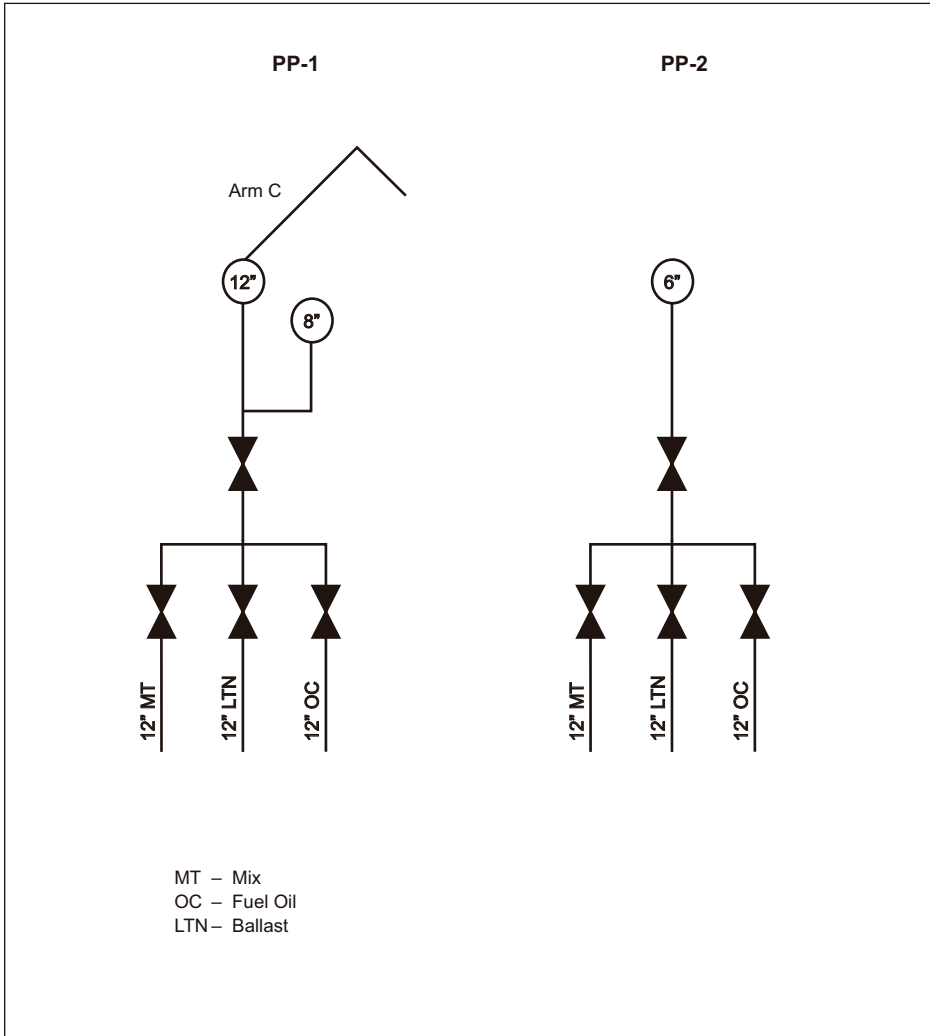 PP-1
PP-2
Arm C
12"
8"
6"
12" MT
12" LTN
12" OC
12" MT
12" LTN
12" OC
MT – Mix
OC – Fuel Oil
LTN – Ballast